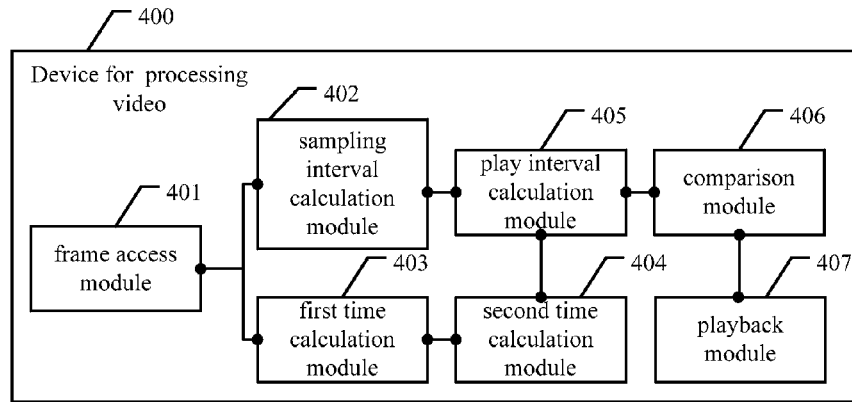 400
Device for processing
video
402
sampling
interval
calculation
module
405
play interval
calculation
module
406
comparison
module
401
frame access
module
403
first time
calculation
module
404
second time
calculation
module
407
playback
module